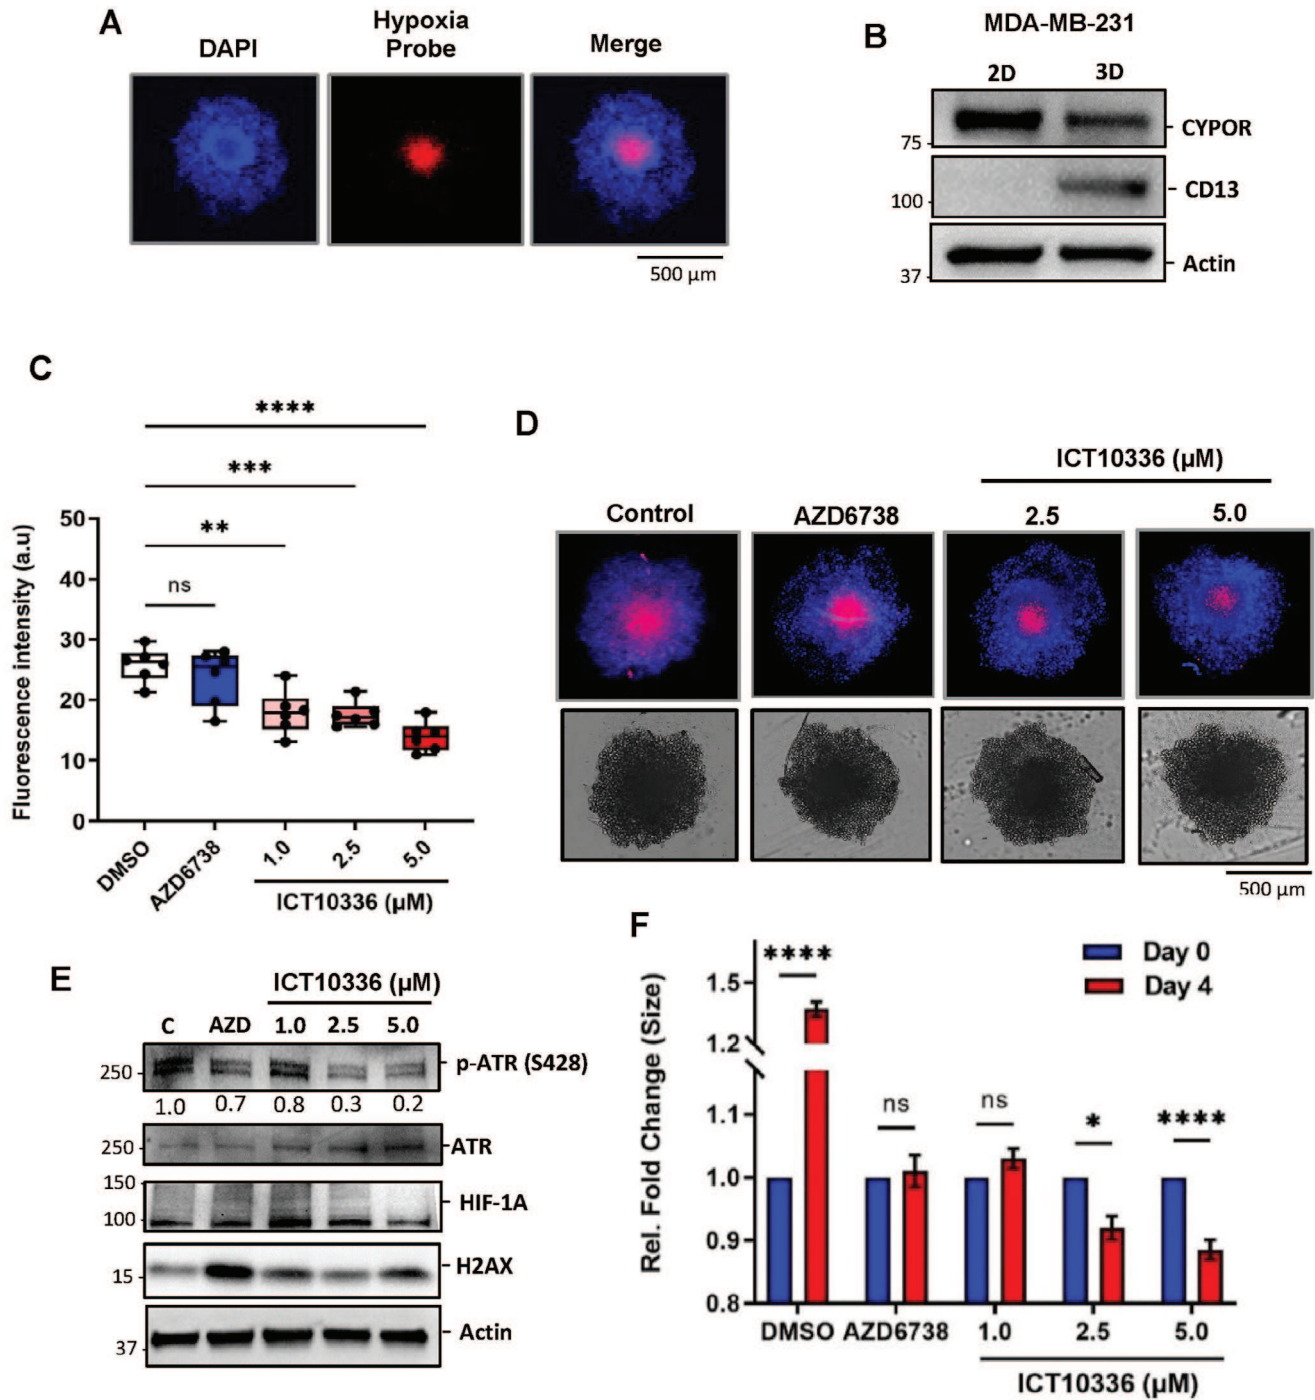 A
DAPI
Hypoxia
Probe
Merge
500 µm
B
MDA-MB-231
2D 3D
75
CYPOR
100
CD13
37
Actin
C
****
***
**
ns
Fluorescence intensity (a.u)
50
40
30
20
10
0
DMSO
AZD6738
1.0
2.5
5.0
ICT10336 (µM)
D
ICT10336 (µM)
Control AZD6738 2.5 5.0
500 µm
E
ICT10336 (µM)
C AZD 1.0 2.5 5.0
250
p-ATR (S428)
1.0 0.7 0.8 0.3 0.2
250
ATR
150
100
HIF-1A
15
H2AX
37
Actin
F
Day 0
Day 4
Rel. Fold Change (Size)
1.5
1.2
1.1
1.0
0.9
0.8
****
ns
ns
*
****
DMSO AZD6738 1.0 2.5 5.0
ICT10336 (µM)